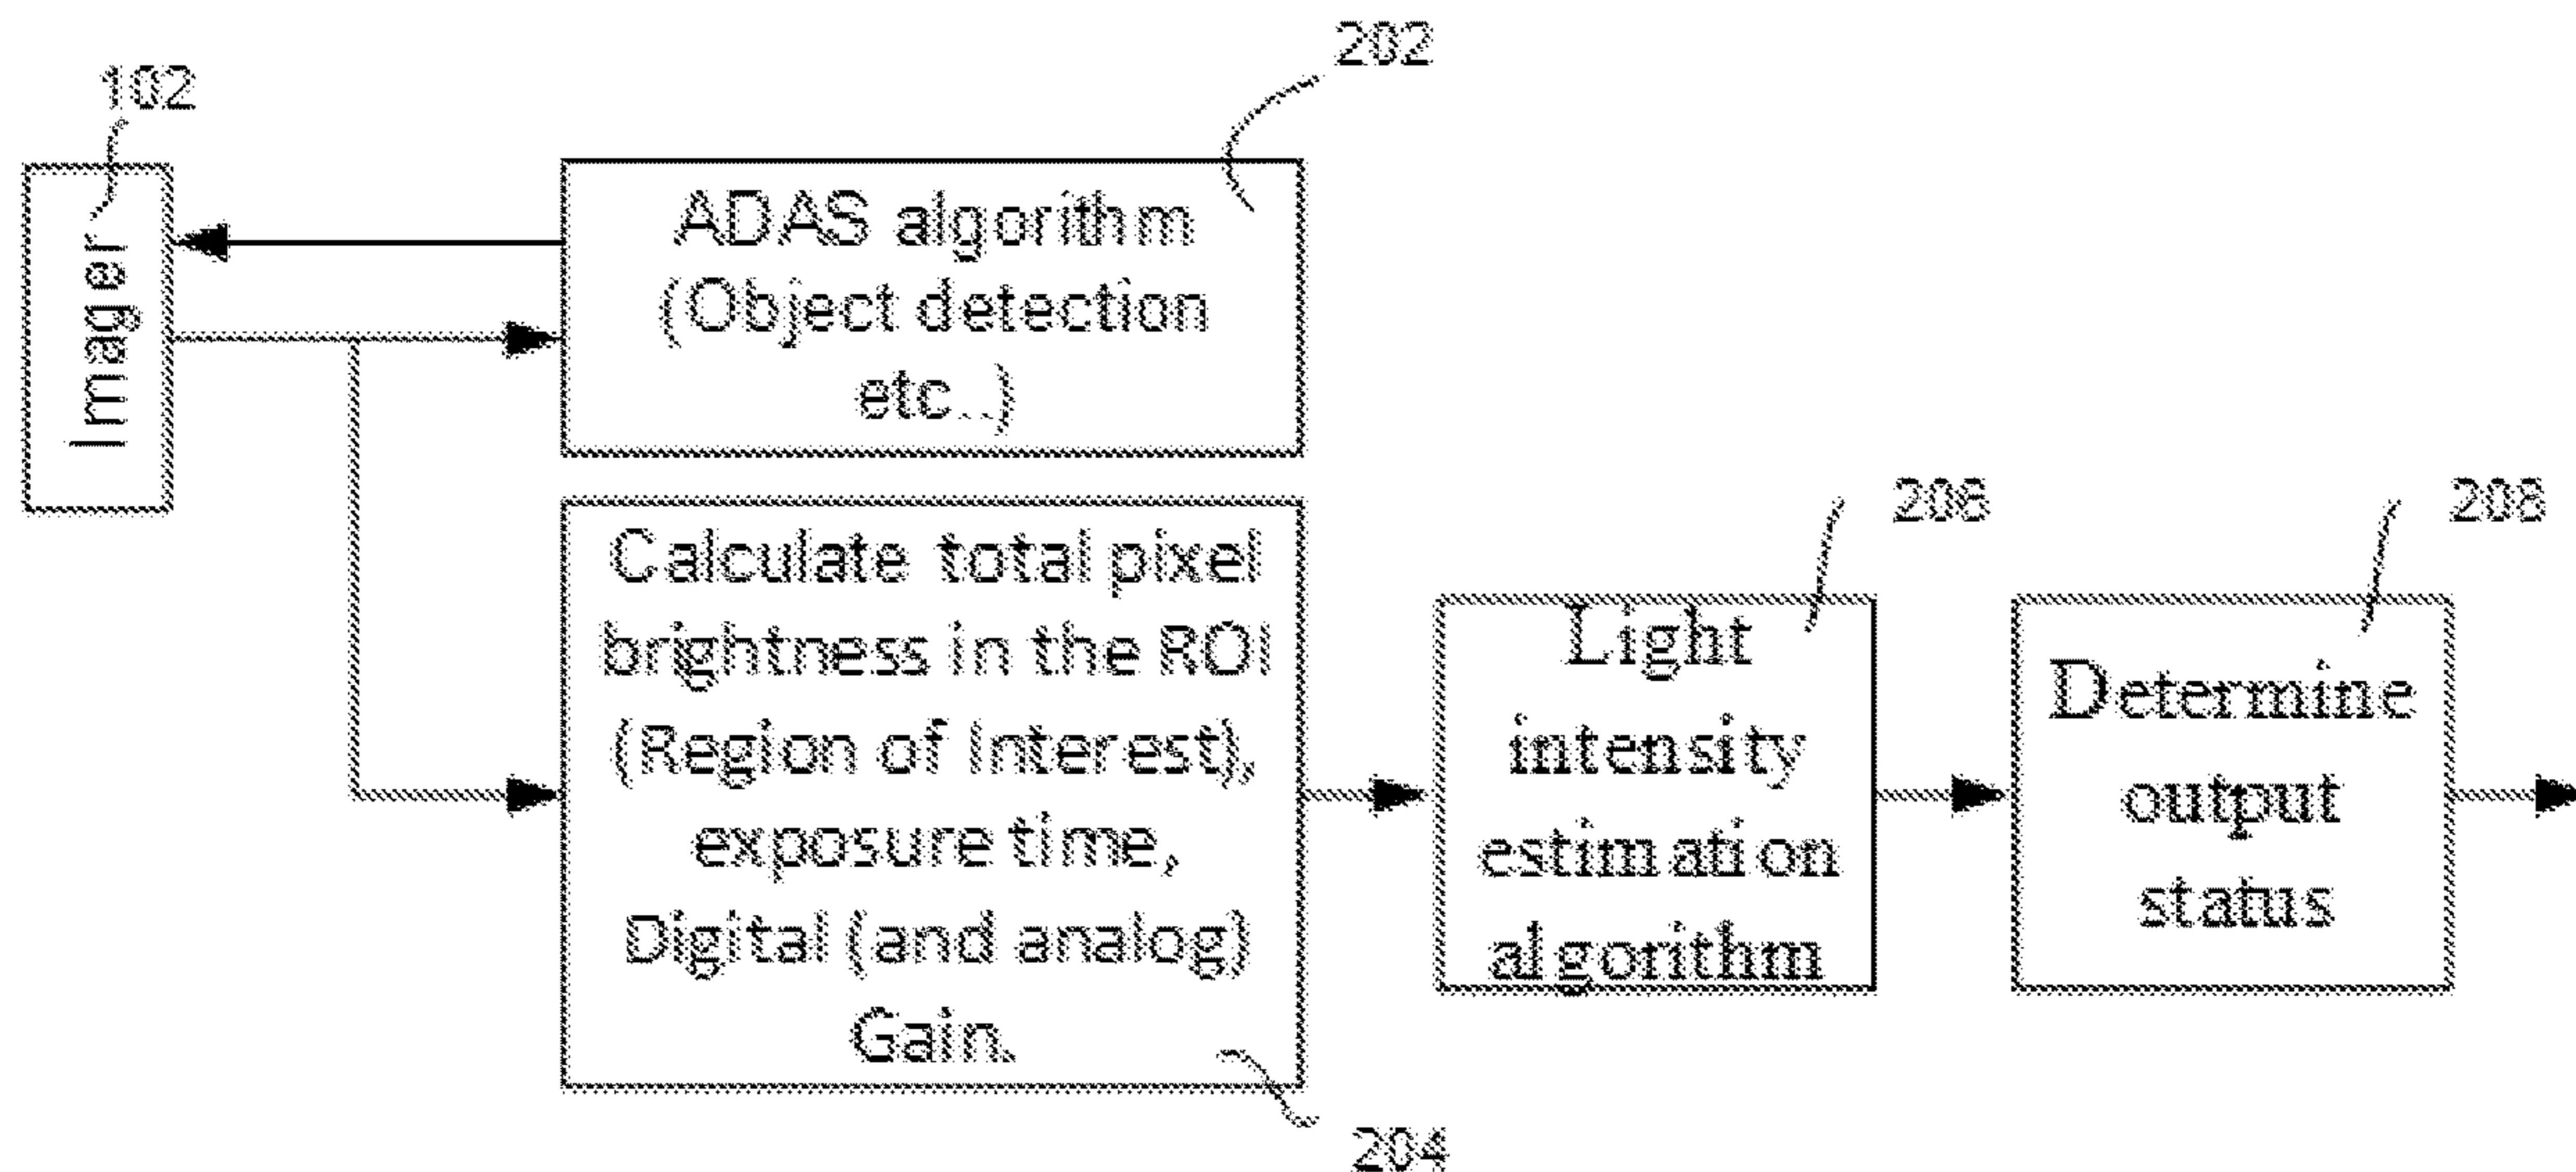 102
202
Imager
ADAS algorithm
(Object detection
etc...)
Calculate total pixel
brightness in the ROI
(Region of Interest),
exposure time,
Digital (and analog)
Gain.
204
206
Light
intensity
estimation
algorithm
208
Determine
output
status